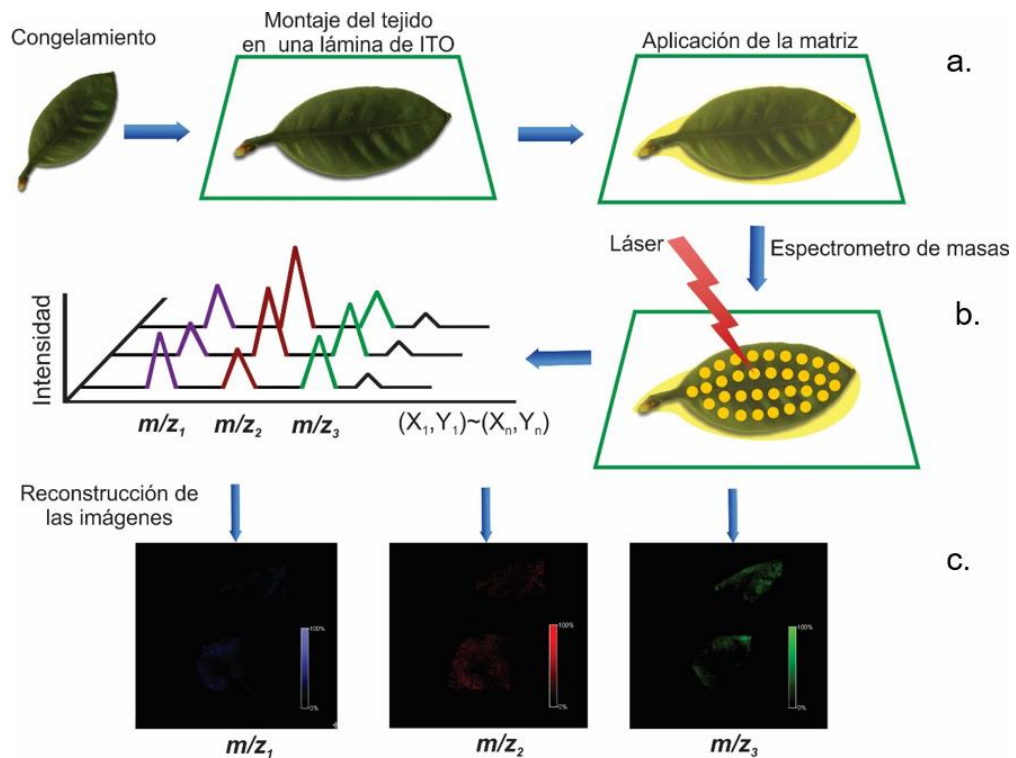 Congelamiento
Montaje del tejido
en una lámina de ITO
Aplicación de la matriz
a.
Láser
Espectrometro de masas
b.
Intensidad
m/z1
m/z2
m/z3
(X1,Y1)~(Xn,Yn)
Reconstrucción de
las imágenes
c.
100%
0%
100%
0%
100%
0%
m/z1
m/z2
m/z3